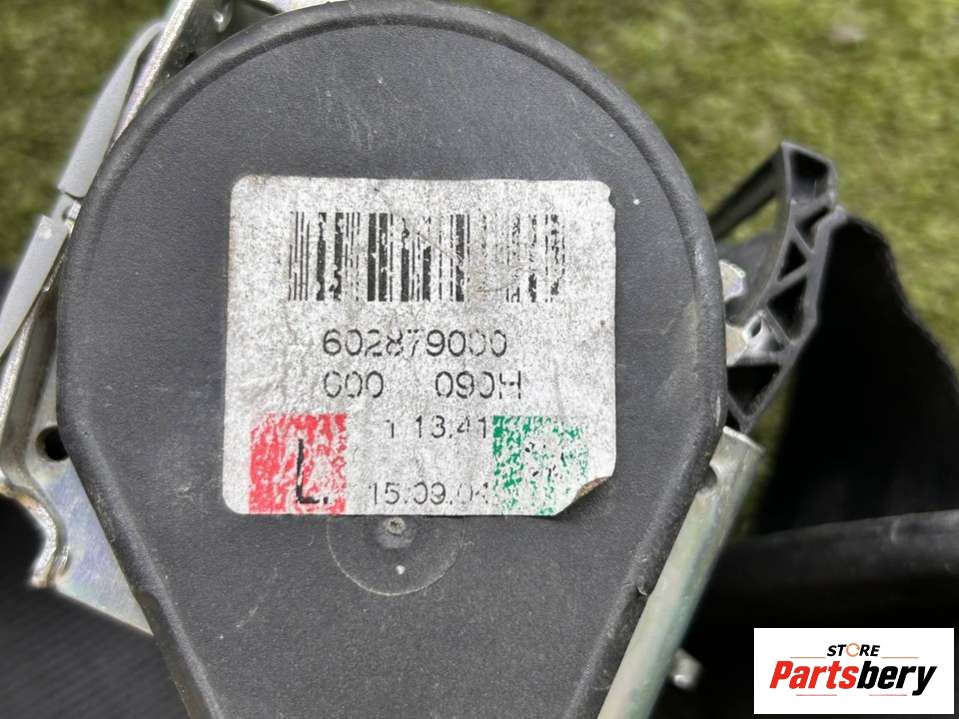 602879000
000 090H
13.41
L.
15.09.04
STORE
Partsbery